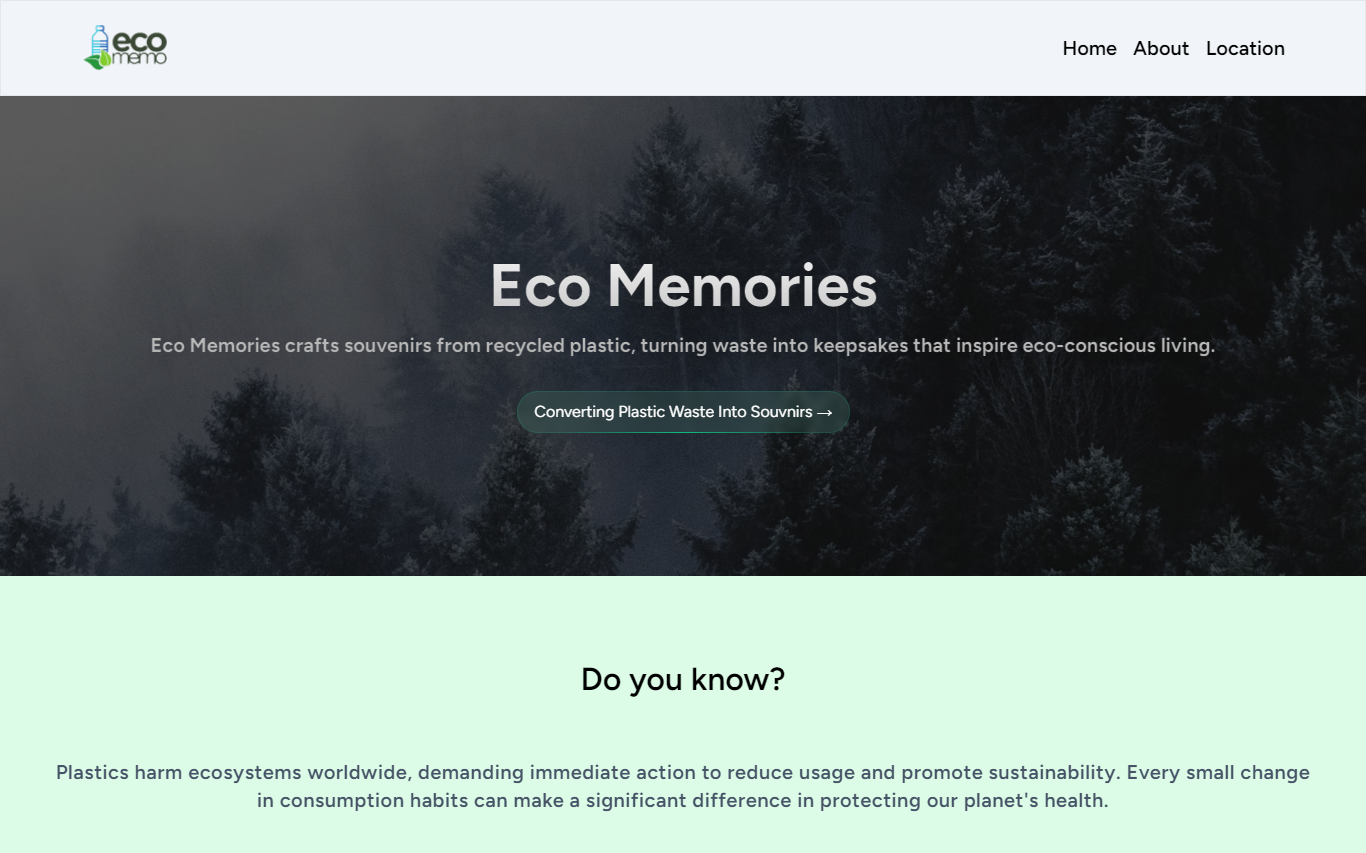 eco
memo
Home About Location
Eco Memories
Eco Memories crafts souvenirs from recycled plastic, turning waste into keepsakes that inspire eco-conscious living.
Converting Plastic Waste Into Souvnirs →
Do you know?
Plastics harm ecosystems worldwide, demanding immediate action to reduce usage and promote sustainability. Every small change
in consumption habits can make a significant difference in protecting our planet's health.